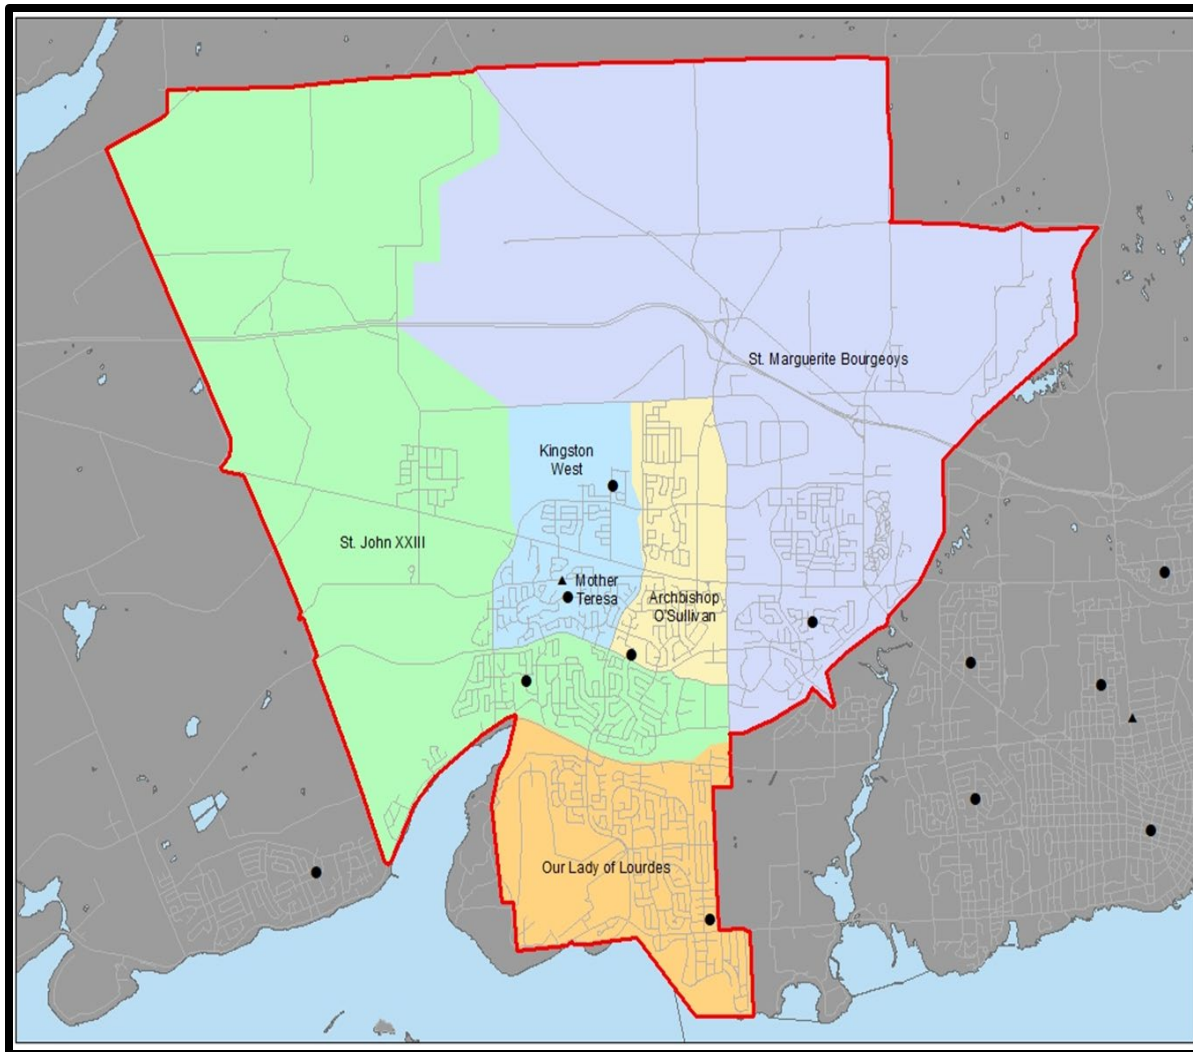 St. Marguerite Bourgeoys
Kingston
West
St. John XXIII
Mother
Teresa
Archbishop
O'Sullivan
Our Lady of Lourdes